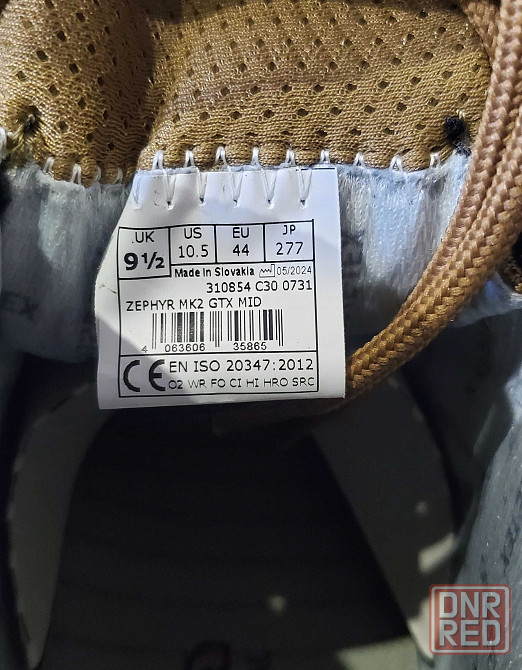 UK US EU JP
9½ 10.5 44 277
Made in Slovakia 05/2024
310854 C30 0731
ZEPHYR MK2 GTX MID
4 063606 35865
CE EN ISO 20347:2012
O2 WR FO CI HI HRO SRC
DNR
RED